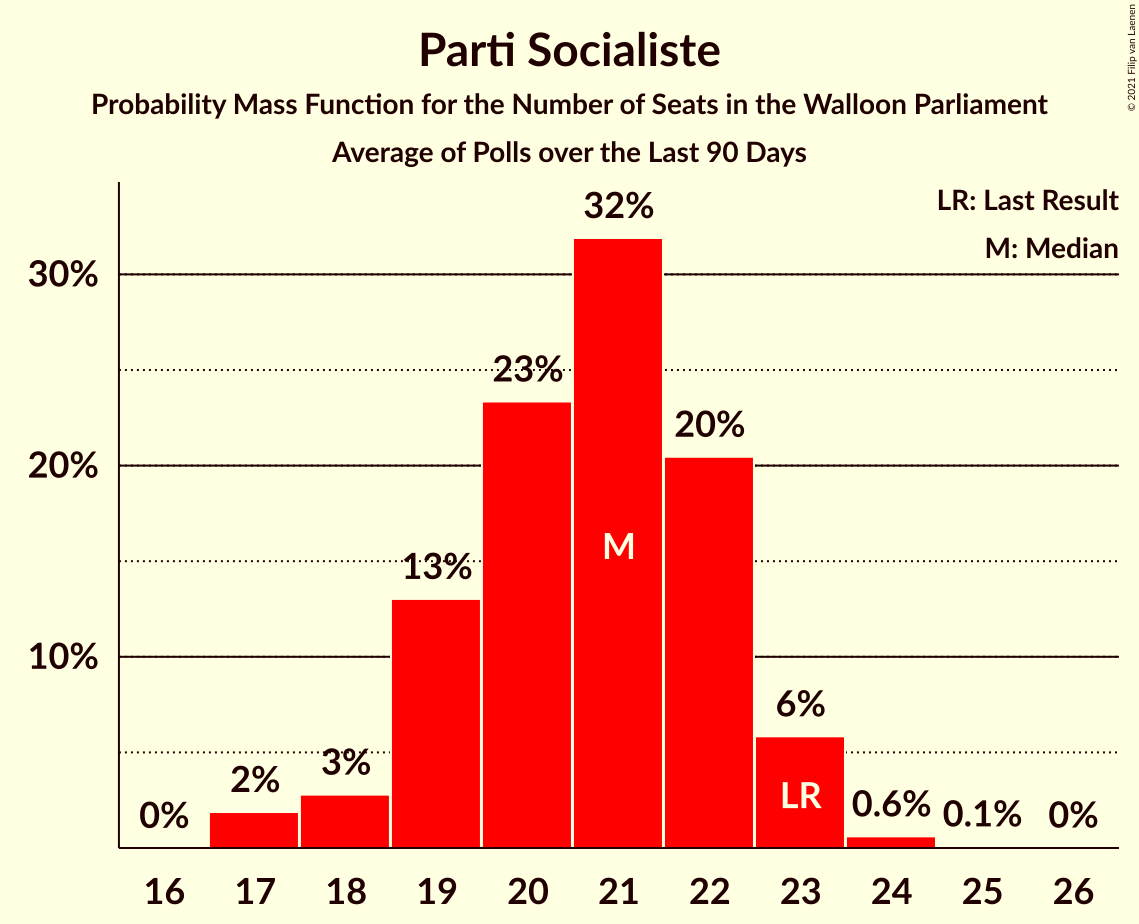 Parti Socialiste
Probability Mass Function for the Number of Seats in the Walloon Parliament
Average of Polls over the Last 90 Days
© 2021 Filip van Laenen
LR: Last Result
M: Median
30%
20%
10%
0%
2%
3%
13%
23%
32%
20%
6%
0.6%
0.1%
0%
M
LR
16 17 18 19 20 21 22 23 24 25 26